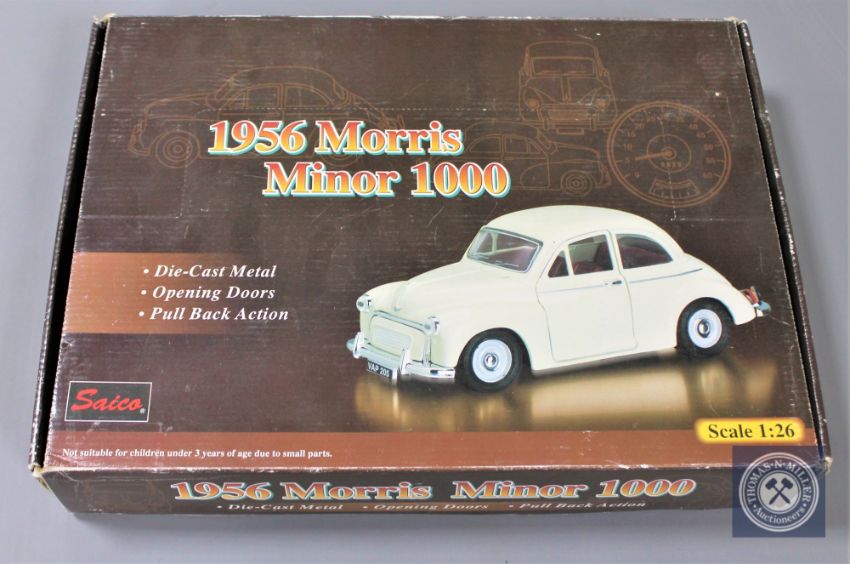 1956 Morris
Minor 1000
• Die-Cast Metal
• Opening Doors
• Pull Back Action
VAP 206
Saico®
Scale 1:26
Not suitable for children under 3 years of age due to small parts.
1956 Morris Minor 1000
• Die-Cast Metal • Opening Doors • Pull Back Action
THOMAS·N·MILLER
·Auctioneers·